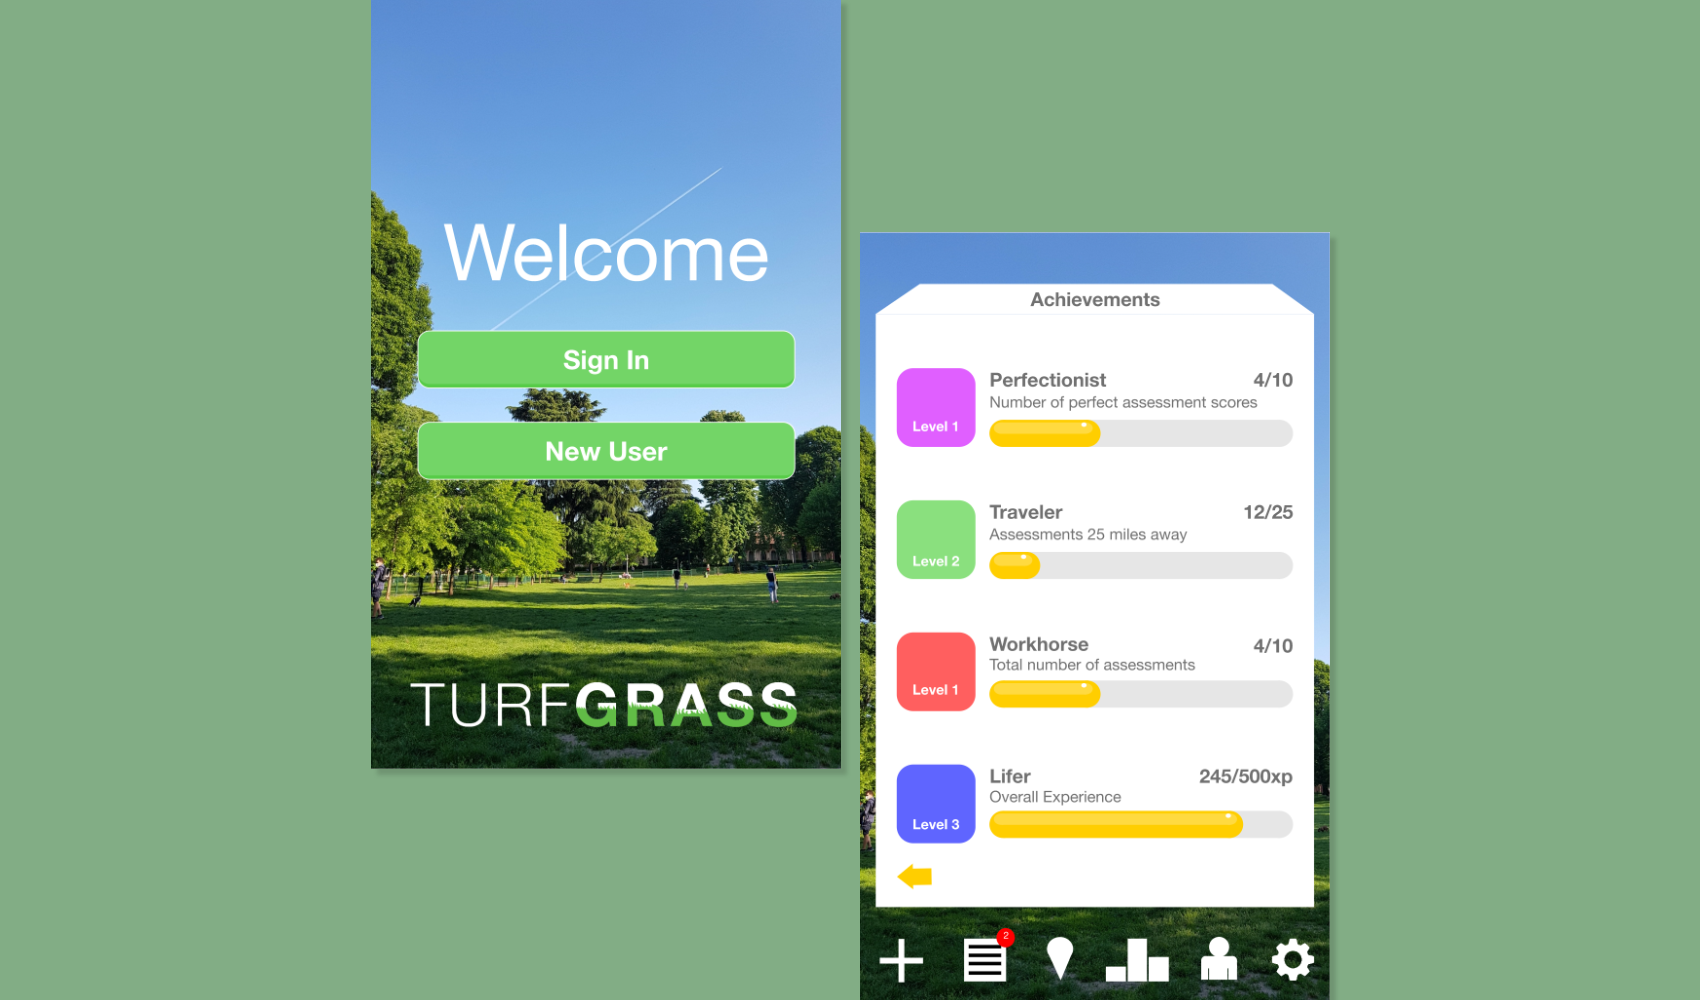 Welcome
Sign In
New User
TURFGRASS
Achievements
Perfectionist 4/10
Number of perfect assessment scores
Level 1
Traveler 12/25
Assessments 25 miles away
Level 2
Workhorse 4/10
Total number of assessments
Level 1
Lifer 245/500xp
Overall Experience
Level 3
2